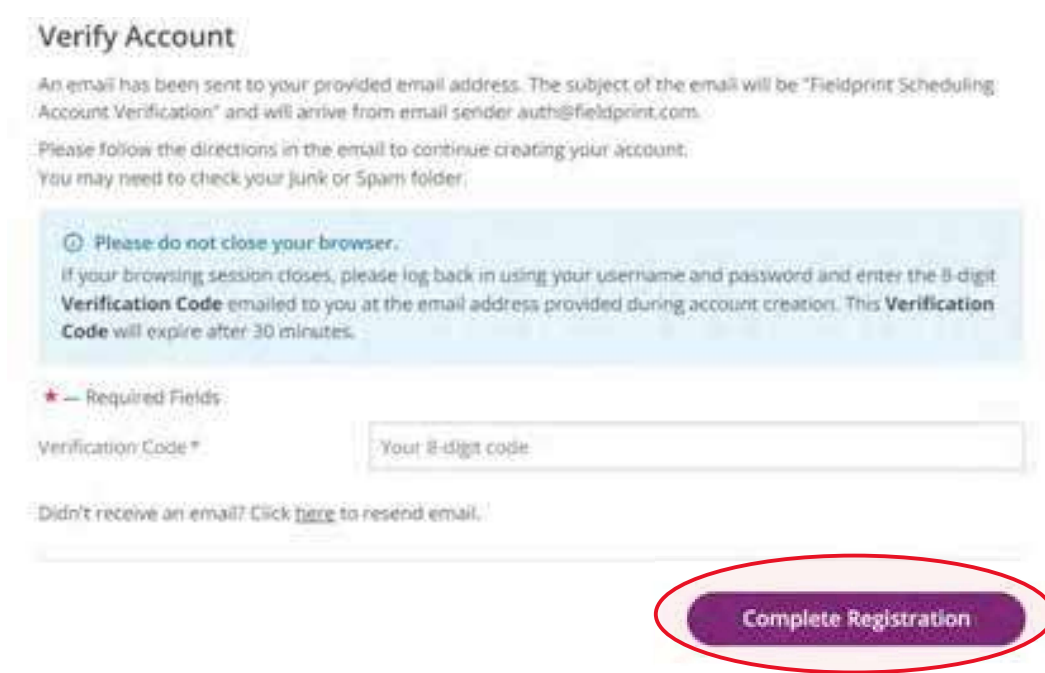 Verify Account
An email has been sent to your provided email address. The subject of the email will be "Fieldprint Scheduling
Account Verification" and will arrive from email sender auth@fieldprint.com.
Please follow the directions in the email to continue creating your account.
You may need to check your Junk or Spam folder.
Please do not close your browser.
If your browsing session closes, please log back in using your username and password and enter the 8-digit
Verification Code emailed to you at the email address provided during account creation. This Verification
Code will expire after 30 minutes.
* — Required Fields
Verification Code * Your 8-digit code
Didn't receive an email? Click here to resend email.
Complete Registration